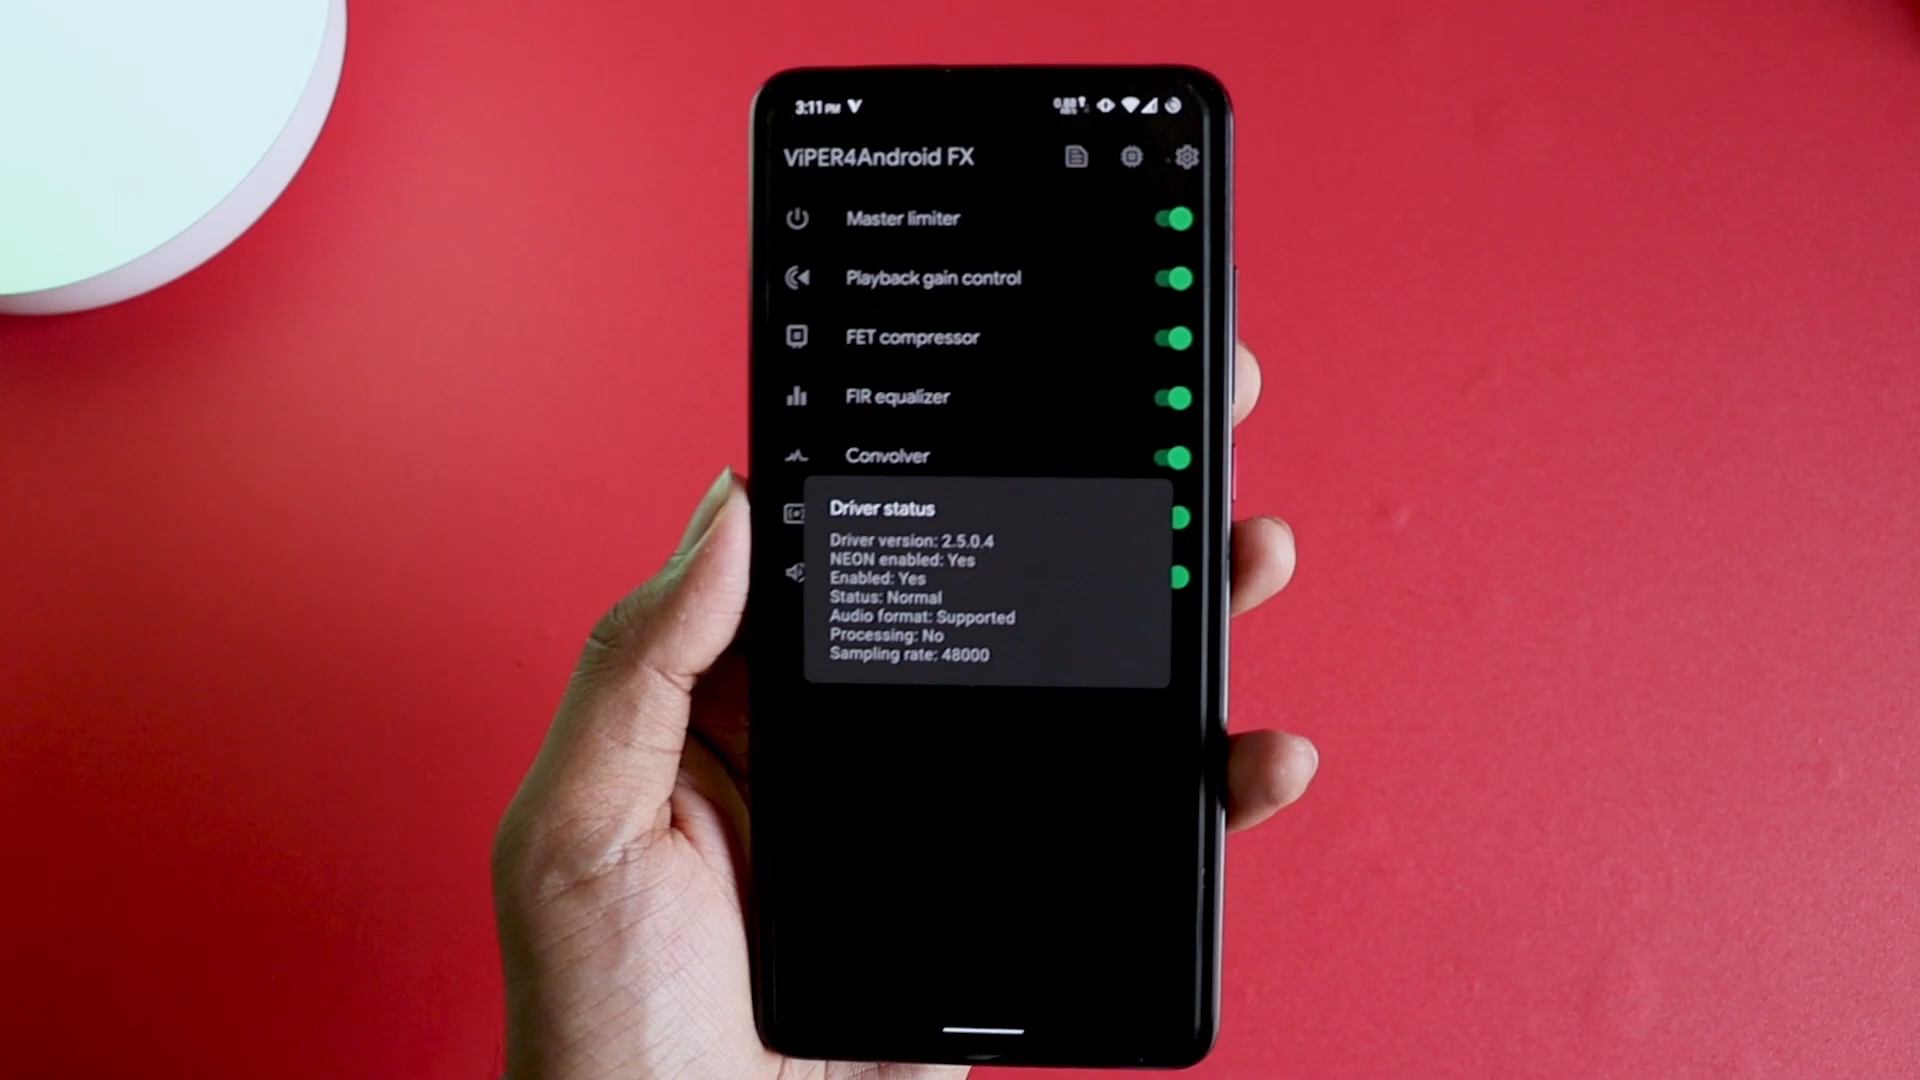 3:11 PM
ViPER4Android FX
Master limiter
Playback gain control
FET compressor
FIR equalizer
Convolver
Driver status
Driver version: 2.5.0.4
NEON enabled: Yes
Enabled: Yes
Status: Normal
Audio format: Supported
Processing: No
Sampling rate: 48000